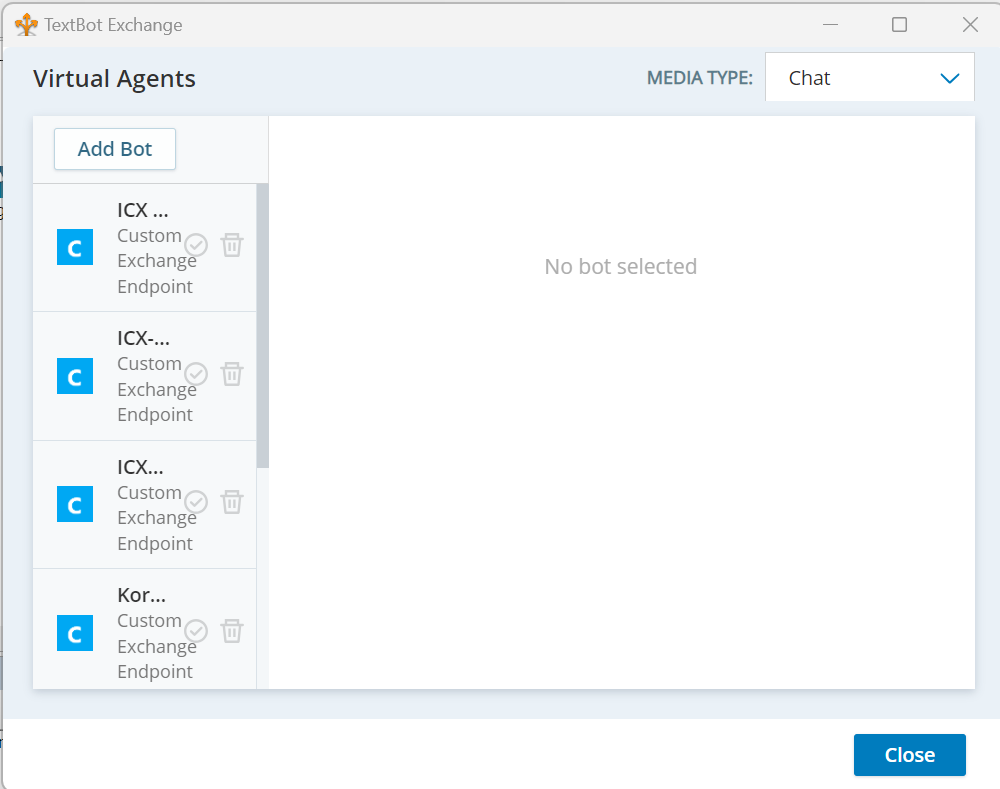 TextBot Exchange
Virtual Agents
MEDIA TYPE:
Chat
Add Bot
No bot selected
C
ICX ...
Custom
Exchange
Endpoint
C
ICX-...
Custom
Exchange
Endpoint
C
ICX...
Custom
Exchange
Endpoint
C
Kor...
Custom
Exchange
Endpoint
Close